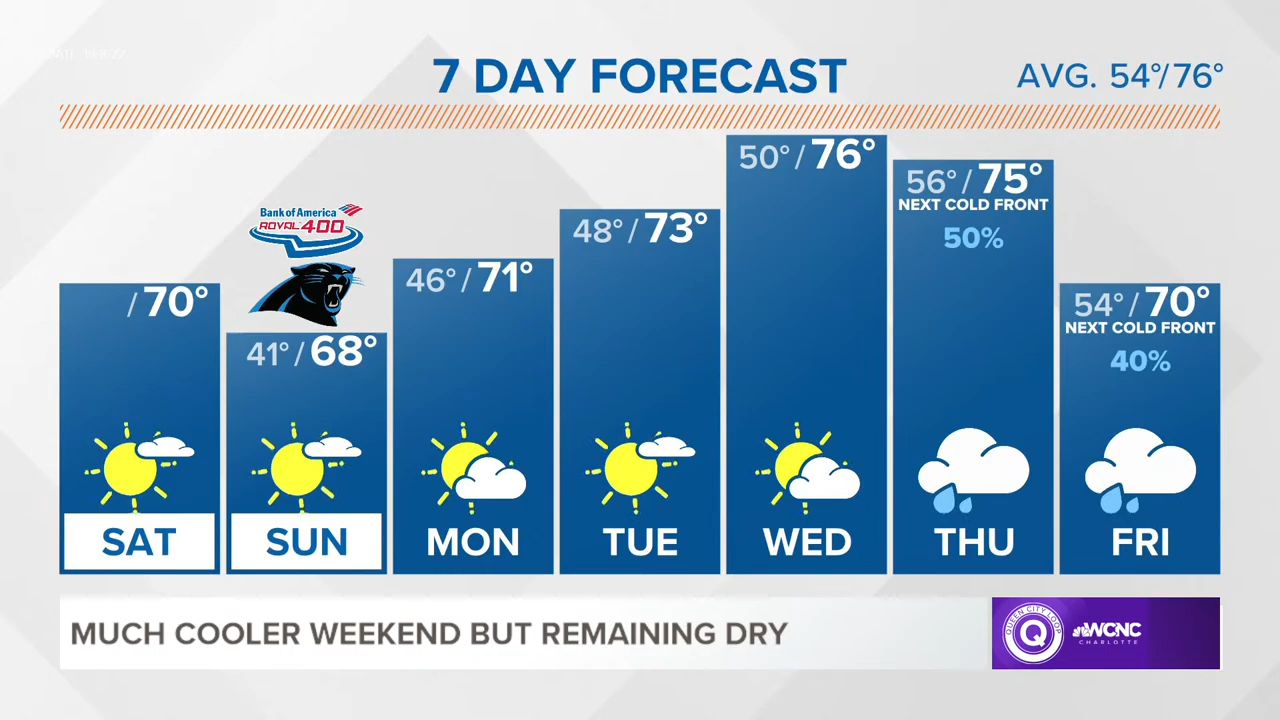 7 DAY FORECAST
AVG. 54°/76°
/70°
SAT
Bank of America
ROVAL 400
41°/68°
SUN
46°/71°
MON
48°/73°
TUE
50°/76°
WED
56°/75°
NEXT COLD FRONT
50%
THU
54°/70°
NEXT COLD FRONT
40%
FRI
MUCH COOLER WEEKEND BUT REMAINING DRY
QUEEN CITY LOOP
Q
WCNC
CHARLOTTE